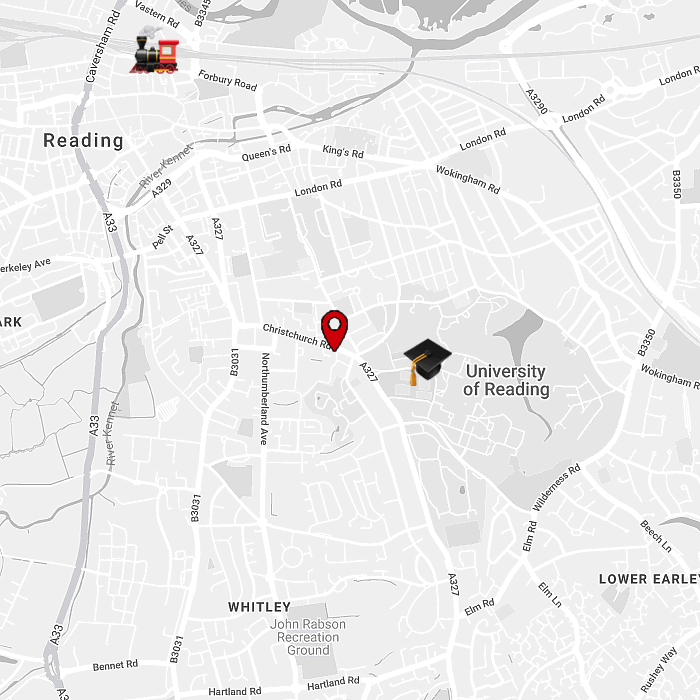 Vastern Rd
B3345
Caversham Rd
Forbury Road
London Rd
A3290
London Rd
Reading
London Rd
Queen's Rd
King's Rd
River Kennet
A329
Wokingham Rd
B3350
London Rd
A33
A327
Pell St
A327
erkeley Ave
ARK
Christchurch Rd
B3350
B3031
Northumberland Ave
A327
University
of Reading
Wokingham R
A33
River Kennet
Wilderness Rd
B3031
Elm Rd
Beech Ln
A327
LOWER EARLEY
Elm Ln
WHITLEY
Elm Rd
John Rabson
Recreation
Ground
A33
B3031
Bennet Rd
Rushey Way
Hartland Rd
Hartland Rd
A3